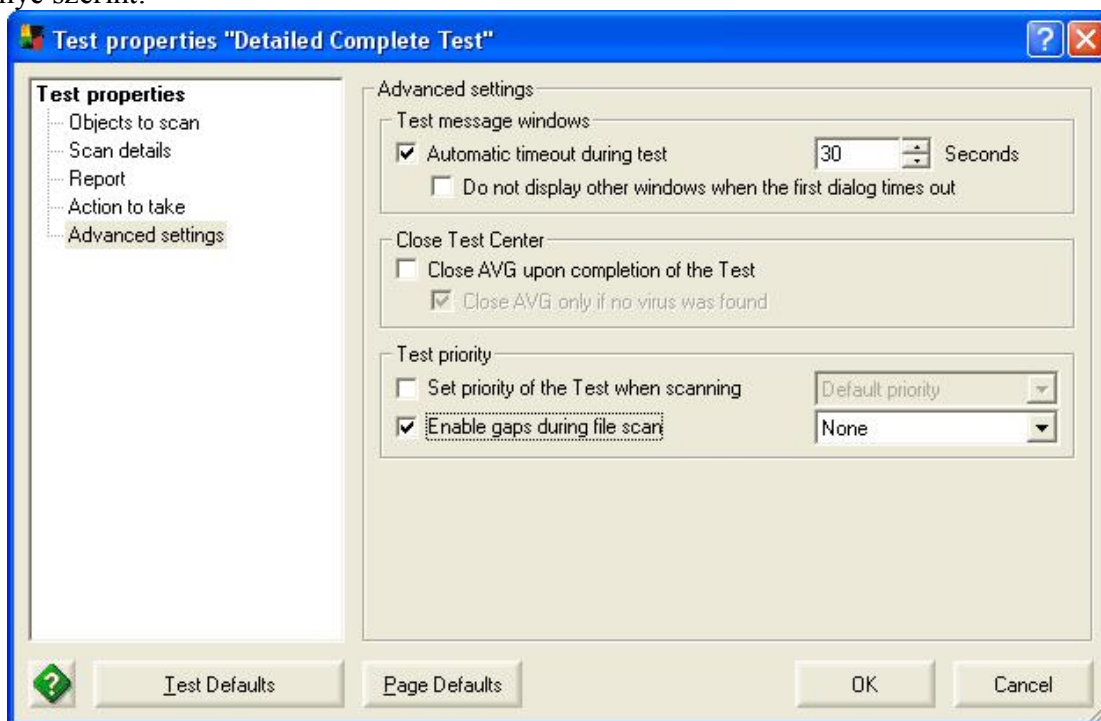 szerint.
Test properties "Detailed Complete Test"
Test properties
Objects to scan
Scan details
Report
Action to take
Advanced settings
Advanced settings
Test message windows
Automatic timeout during test 30 Seconds
Do not display other windows when the first dialog times out
Close Test Center
Close AVG upon completion of the Test
Close AVG only if no virus was found
Test priority
Set priority of the Test when scanning Default priority
Enable gaps during file scan None
Test Defaults Page Defaults OK Cancel